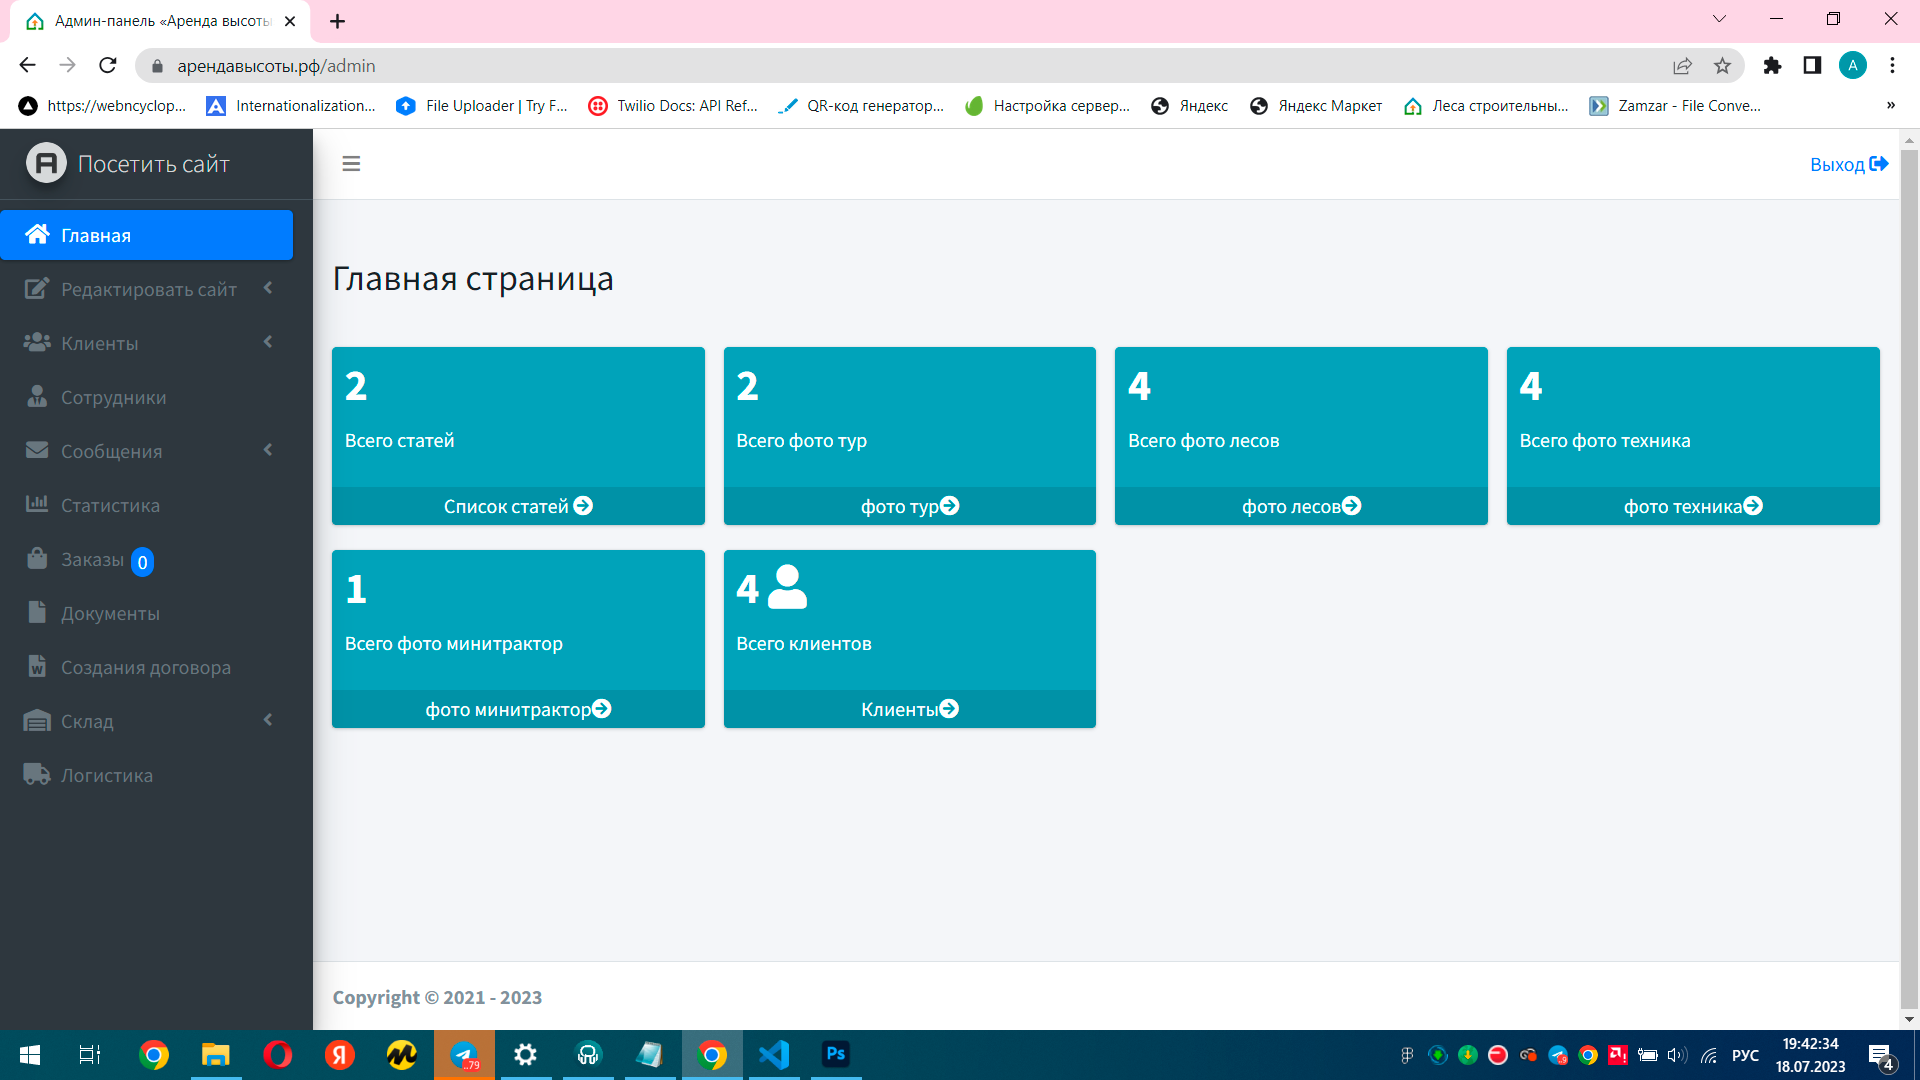 Админ-панель «Аренда высоты
арендавысоты.рф/admin
A
https://webncyclop...
Internationalization...
File Uploader | Try F...
Twilio Docs: API Ref...
QR-код генератор...
Настройка сервер...
Яндекс
Яндекс Маркет
Леса строительны...
Zamzar - File Conve...
»
Посетить сайт
Выход
Главная
Редактировать сайт
Клиенты
Сотрудники
Сообщения
Статистика
Заказы 0
Документы
Создания договора
Склад
Логистика
Главная страница
2
Всего статей
Список статей
2
Всего фото тур
фото тур
4
Всего фото лесов
фото лесов
4
Всего фото техника
фото техника
1
Всего фото минитрактор
фото минитрактор
4
Всего клиентов
Клиенты
Copyright © 2021 - 2023
Я
..79
Ps
РУС
19:42:34
18.07.2023
4